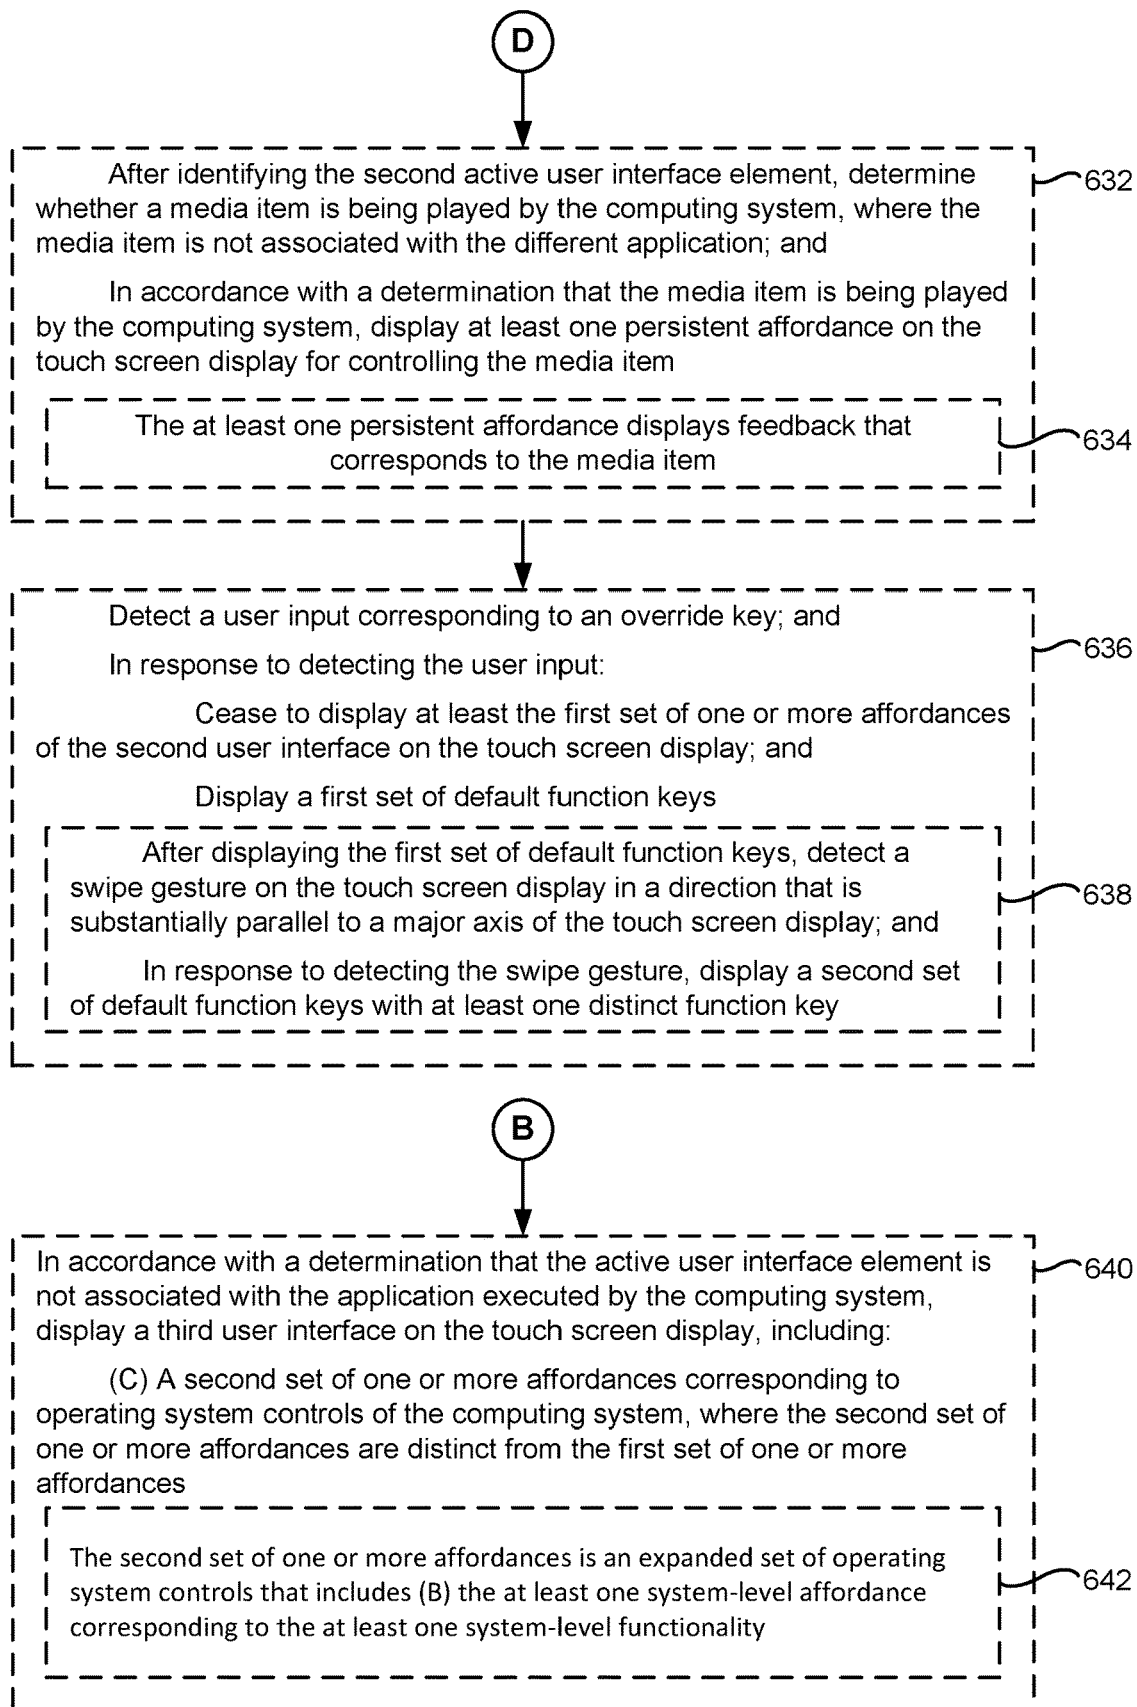 D
After identifying the second active user interface element, determine
whether a media item is being played by the computing system, where the
media item is not associated with the different application; and
632
In accordance with a determination that the media item is being played
by the computing system, display at least one persistent affordance on the
touch screen display for controlling the media item
The at least one persistent affordance displays feedback that
corresponds to the media item
634
Detect a user input corresponding to an override key; and
636
In response to detecting the user input:
Cease to display at least the first set of one or more affordances
of the second user interface on the touch screen display; and
Display a first set of default function keys
After displaying the first set of default function keys, detect a
swipe gesture on the touch screen display in a direction that is
substantially parallel to a major axis of the touch screen display; and
638
In response to detecting the swipe gesture, display a second set
of default function keys with at least one distinct function key
B
In accordance with a determination that the active user interface element is
not associated with the application executed by the computing system,
display a third user interface on the touch screen display, including:
640
(C) A second set of one or more affordances corresponding to
operating system controls of the computing system, where the second set of
one or more affordances are distinct from the first set of one or more
affordances
The second set of one or more affordances is an expanded set of operating
system controls that includes (B) the at least one system-level affordance
corresponding to the at least one system-level functionality
642